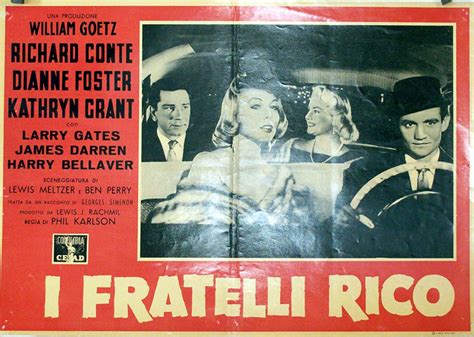 UNA PRODUZIONE
WILLIAM GOETZ
RICHARD CONTE
DIANNE FOSTER
KATHRYN GRANT
con
LARRY GATES
JAMES DARREN
HARRY BELLAVER
SCENEGGIATURA DI
LEWIS MELTZER E BEN PERRY
TRATTA DA UN RACCONTO DI GEORGES SIMENON
PRODOTTO DA LEWIS J. RACHMIL
REGIA DI PHIL KARLSON
COLUMBIA
CEIAD
I FRATELLI RICO